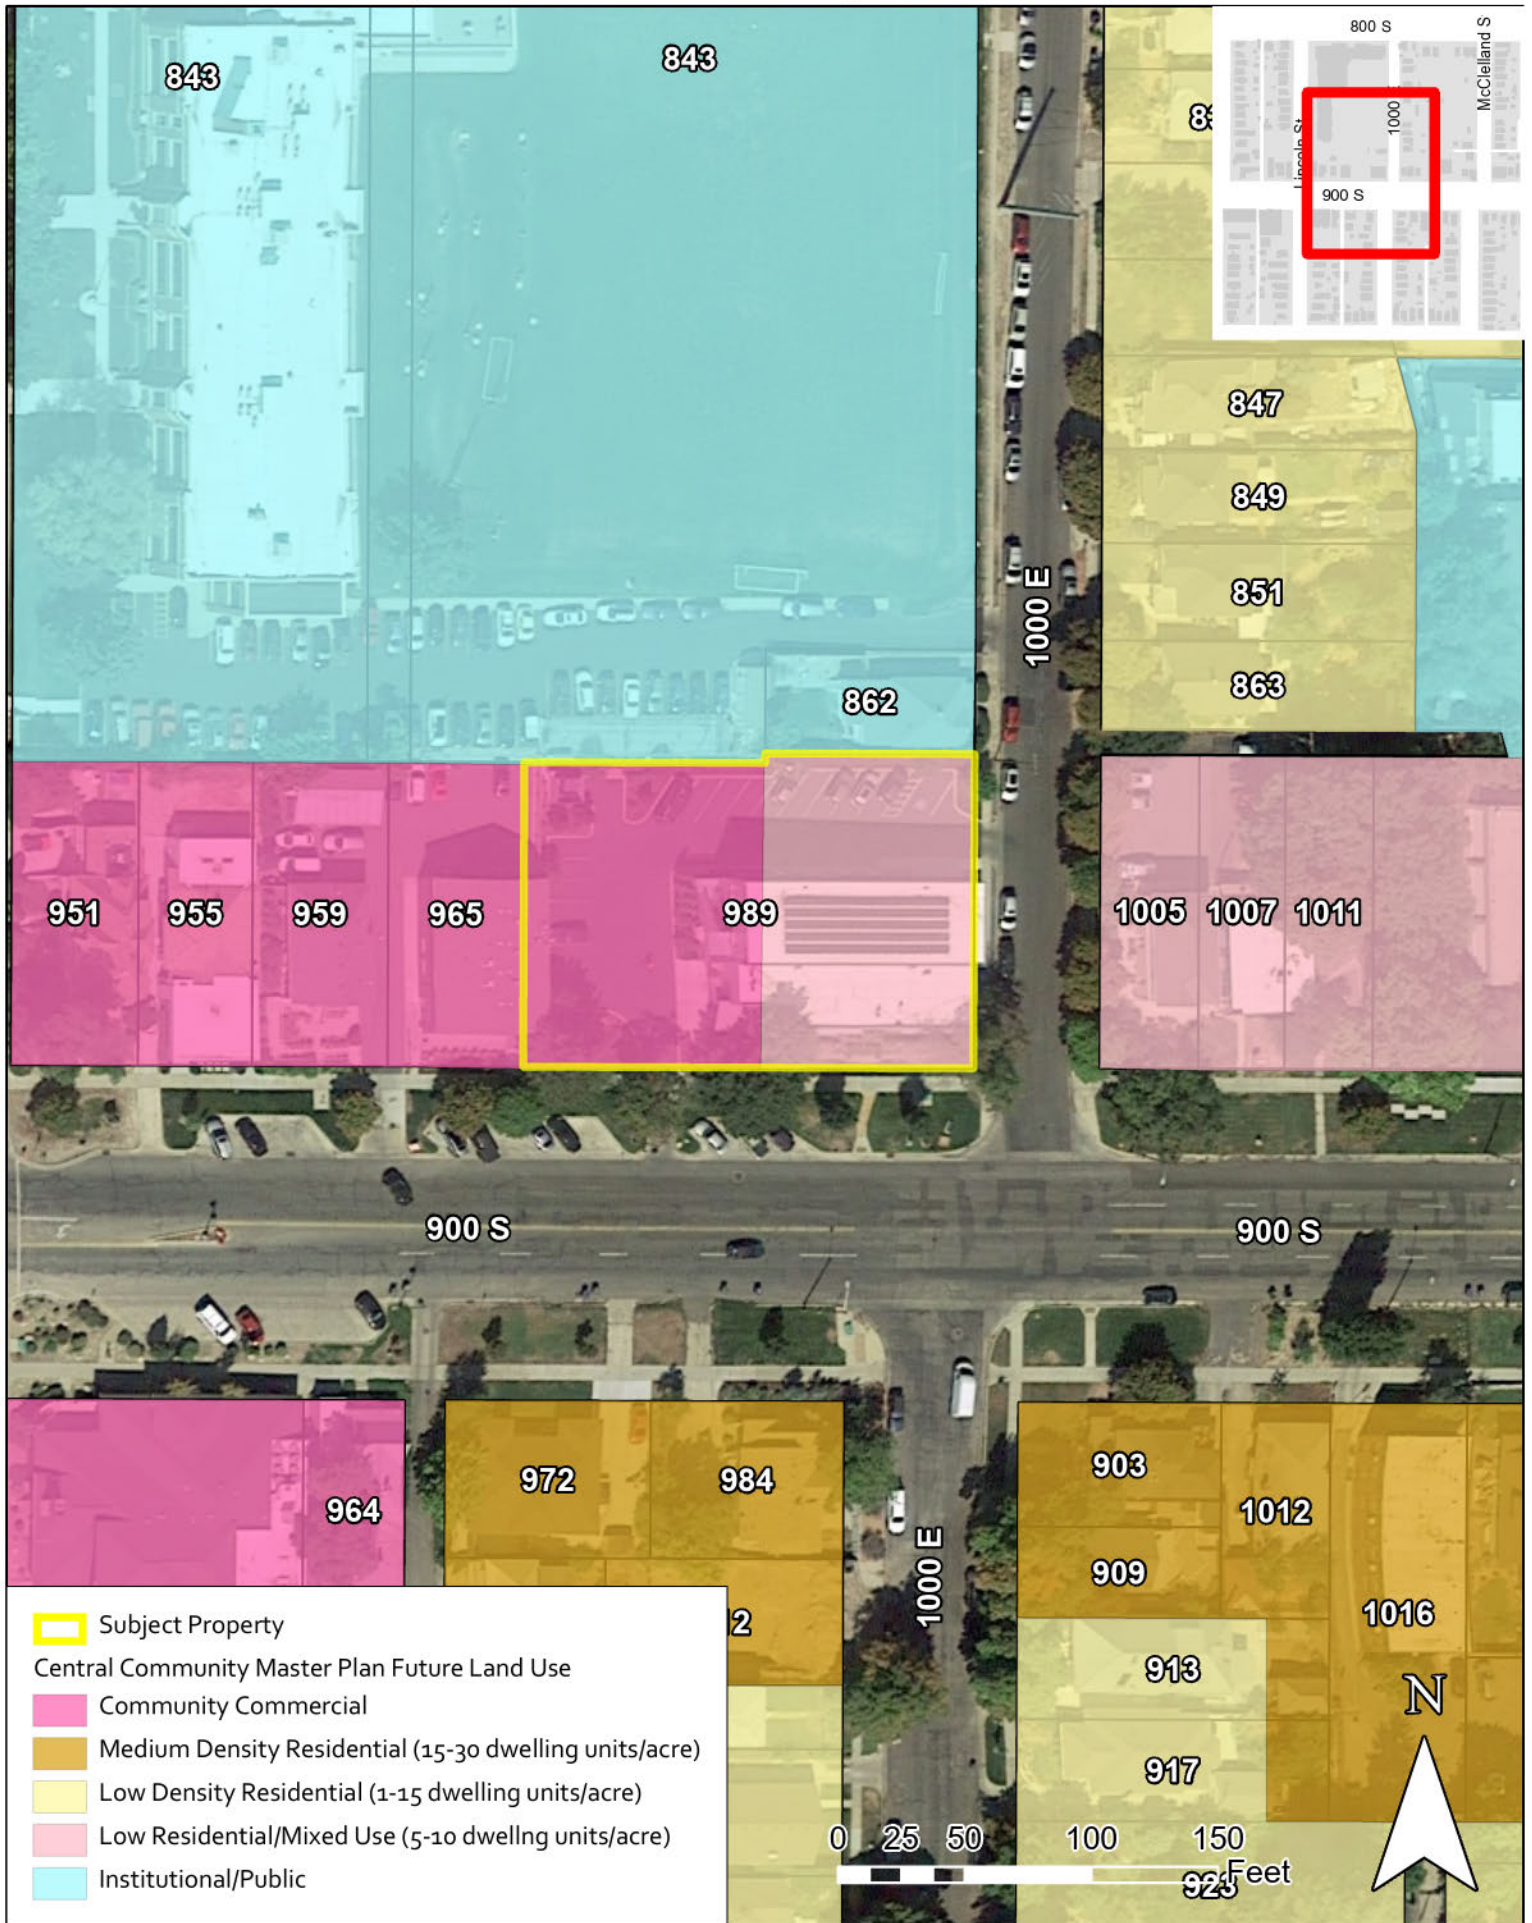 843
843
800 S
McClelland S
1000 E
900 S
847
849
851
863
1000 E
862
951
955
959
965
989
1005
1007
1011
900 S
900 S
964
972
984
903
1012
909
1016
1000 E
913
917
923
N
0 25 50 100 150
Feet
Subject Property
Central Community Master Plan Future Land Use
Community Commercial
Medium Density Residential (15-30 dwelling units/acre)
Low Density Residential (1-15 dwelling units/acre)
Low Residential/Mixed Use (5-10 dwellng units/acre)
Institutional/Public